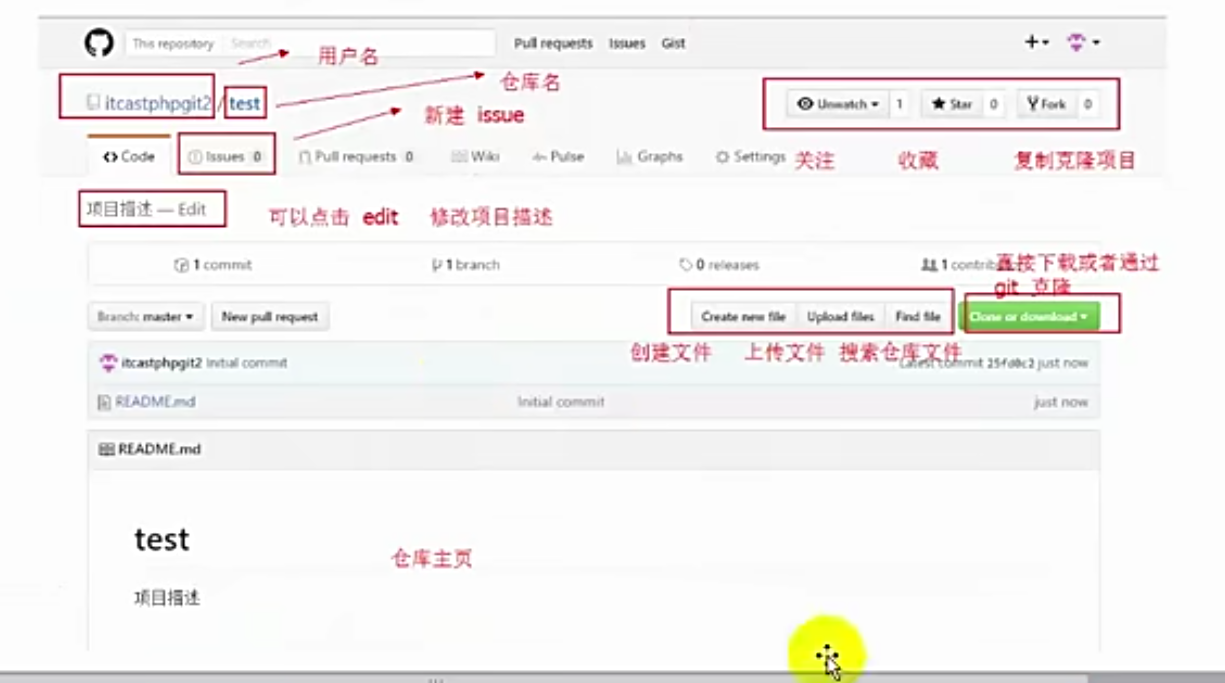 This repository Search Pull requests Issues Gist
用户名
仓库名
itcastphpgit2 / test
Unwatch 1 Star 0 Fork 0
新建 issue
Code Issues 0 Pull requests 0 Wiki Pulse Graphs Settings
关注 收藏 复制克隆项目
项目描述 — Edit
可以点击 edit 修改项目描述
1 commit 1 branch 0 releases 1
直接下载或者通过
git 克隆
Branch: master New pull request Create new file Upload files Find file Clone or download
创建文件 上传文件 搜索仓库文件
itcastphpgit2 Initial commit Latest commit 25fd0c2 just now
README.md Initial commit just now
README.md
test
仓库主页
项目描述